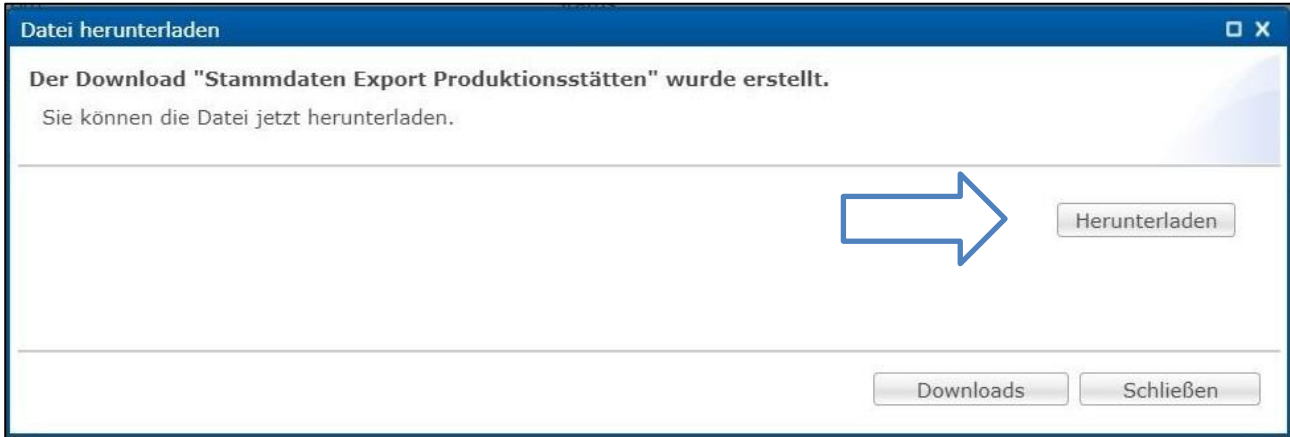 Datei herunterladen
Der Download "Stammdaten Export Produktionsstätten" wurde erstellt.
Sie können die Datei jetzt herunterladen.
Herunterladen
Downloads Schließen